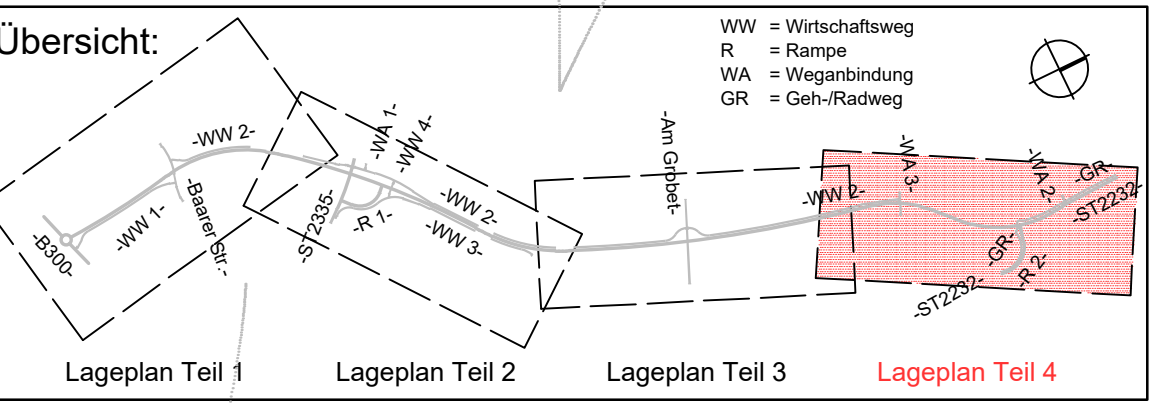 Übersicht:
WW = Wirtschaftsweg
R = Rampe
WA = Weganbindung
GR = Geh-/Radweg
-B300-
-WW 1-
-WW 2-
-Baarer Str.-
-ST2335-
-R 1-
-WA 1-
-WW 4-
-WW 2-
-WW 3-
-Am Grobet-
-WW 2-
-WA 3-
-WA 2-
-GR-
-ST2232-
-GR-
-R 2-
-ST2232-
Lageplan Teil 1
Lageplan Teil 2
Lageplan Teil 3
Lageplan Teil 4